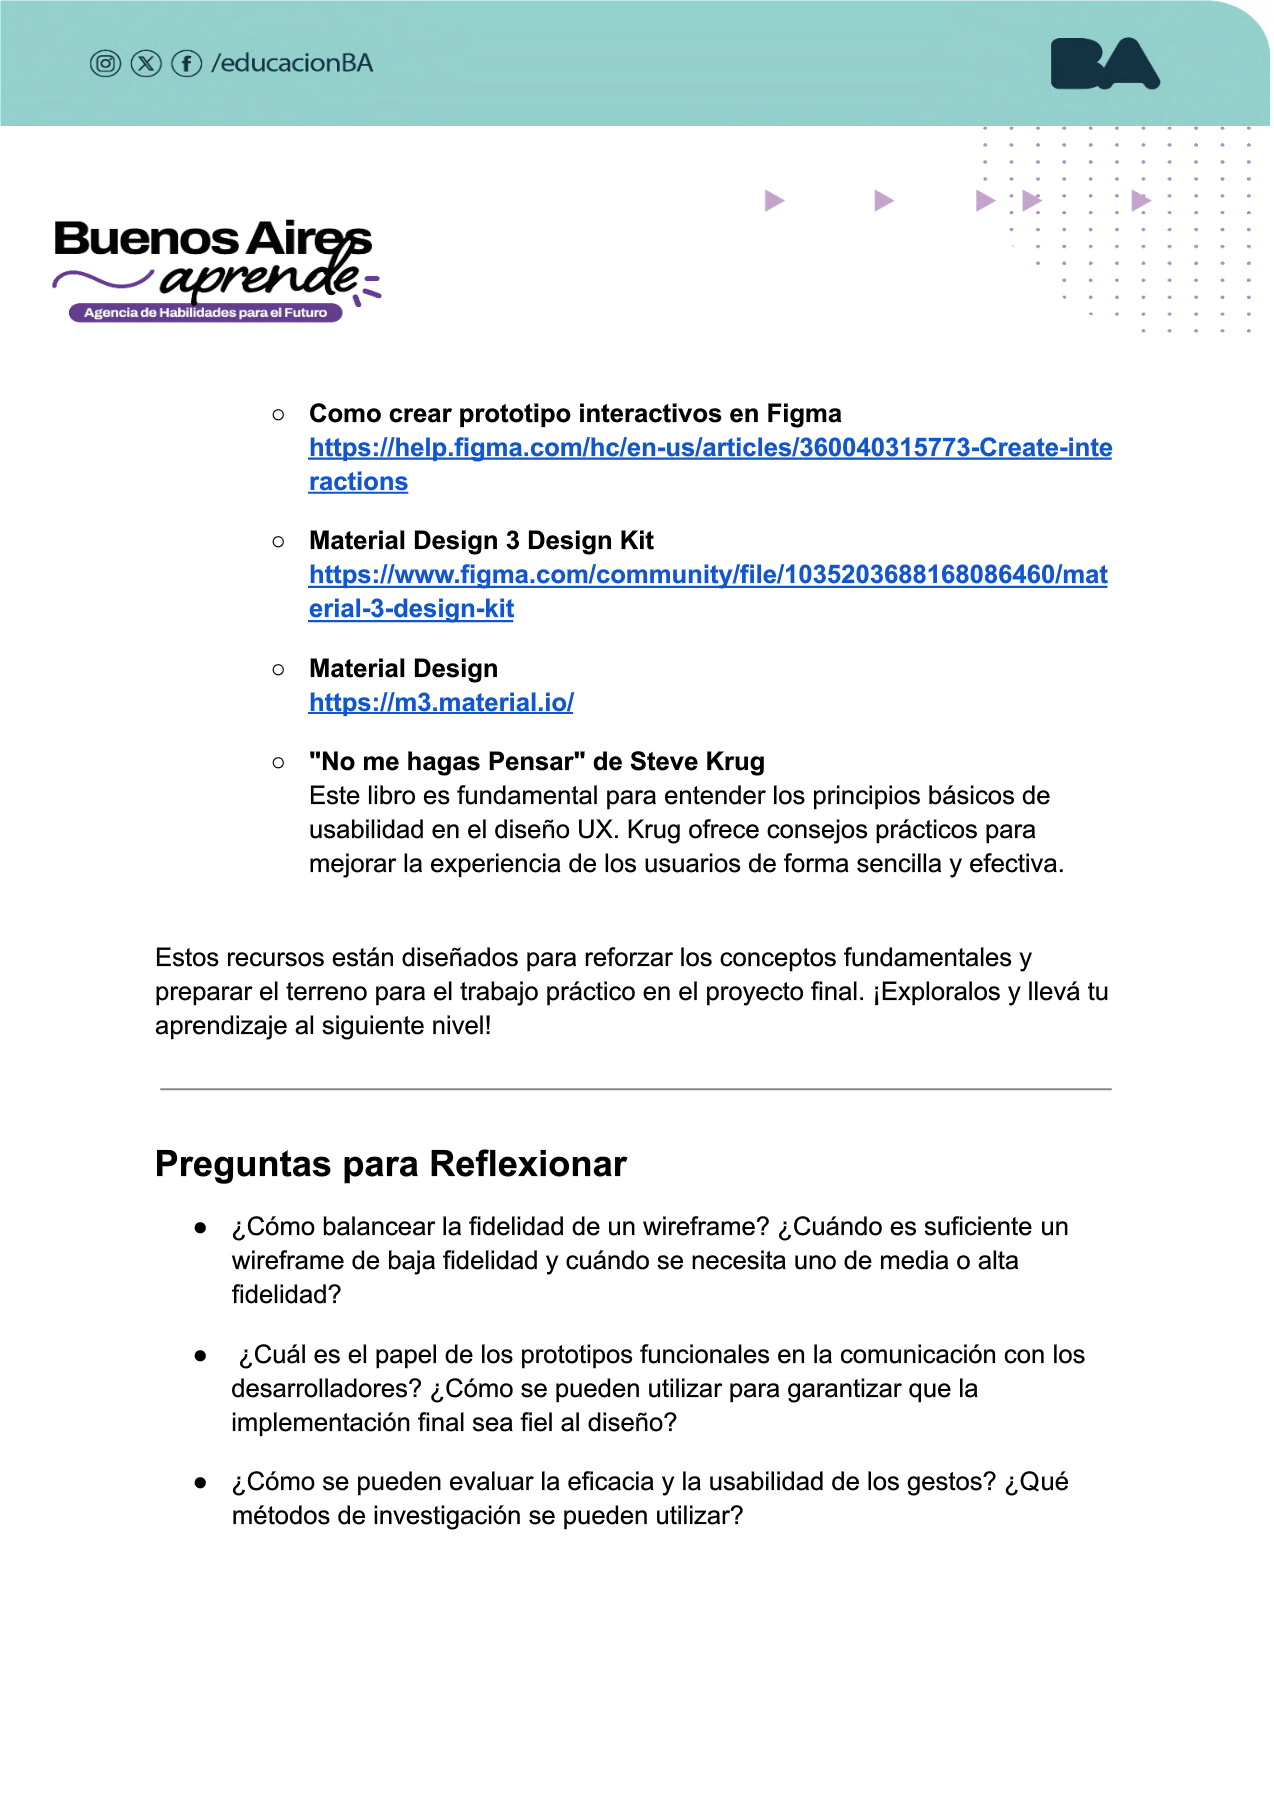 /educacionBA
BA
Buenos Aires
aprende
Agencia de Habilidades para el Futuro
○ Como crear prototipo interactivos en Figma
https://help.figma.com/hc/en-us/articles/360040315773-Create-inte
ractions
○ Material Design 3 Design Kit
https://www.figma.com/community/file/1035203688168086460/mat
erial-3-design-kit
○ Material Design
https://m3.material.io/
○ "No me hagas Pensar" de Steve Krug
Este libro es fundamental para entender los principios básicos de
usabilidad en el diseño UX. Krug ofrece consejos prácticos para
mejorar la experiencia de los usuarios de forma sencilla y efectiva.
Estos recursos están diseñados para reforzar los conceptos fundamentales y
preparar el terreno para el trabajo práctico en el proyecto final. ¡Exploralos y llevá tu
aprendizaje al siguiente nivel!
Preguntas para Reflexionar
● ¿Cómo balancear la fidelidad de un wireframe? ¿Cuándo es suficiente un
wireframe de baja fidelidad y cuándo se necesita uno de media o alta
fidelidad?
● ¿Cuál es el papel de los prototipos funcionales en la comunicación con los
desarrolladores? ¿Cómo se pueden utilizar para garantizar que la
implementación final sea fiel al diseño?
● ¿Cómo se pueden evaluar la eficacia y la usabilidad de los gestos? ¿Qué
métodos de investigación se pueden utilizar?